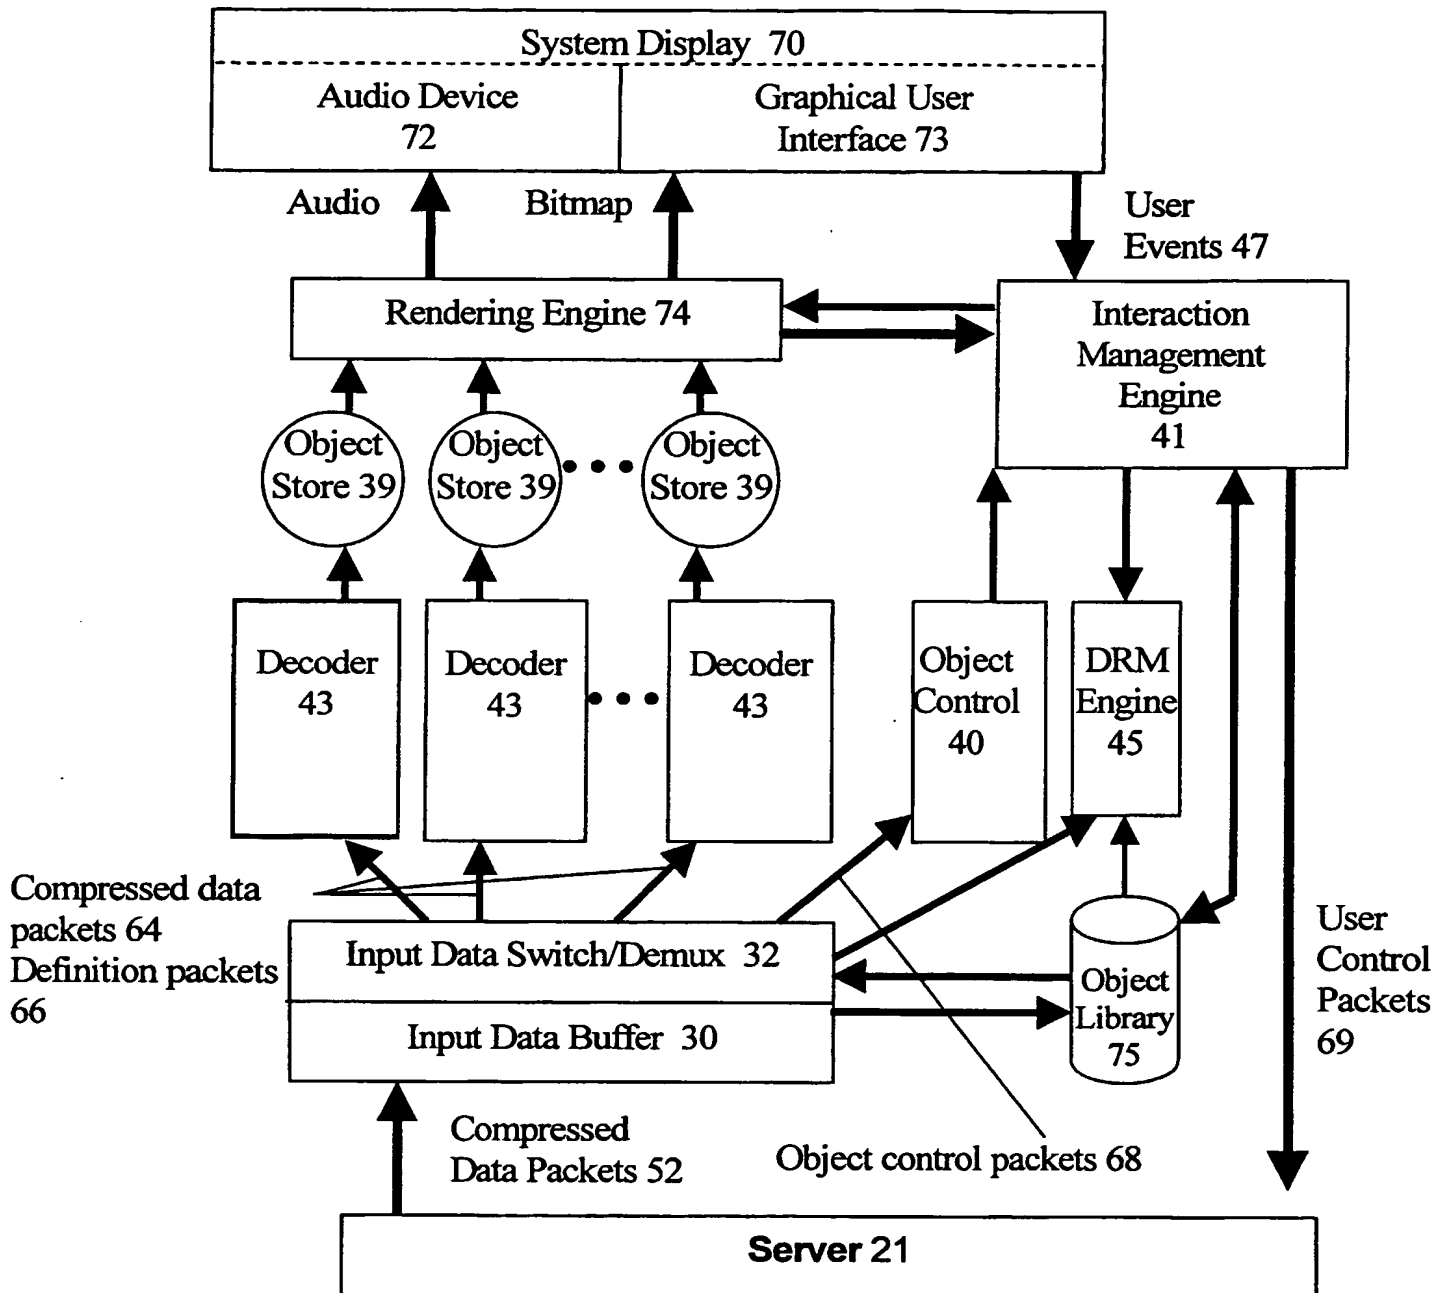 System Display 70
Audio Device
72
Graphical User
Interface 73
Audio
Bitmap
User
Events 47
Rendering Engine 74
Interaction
Management
Engine
41
Object
Store 39
Object
Store 39
Object
Store 39
Decoder
43
Decoder
43
Decoder
43
Object
Control
40
DRM
Engine
45
Compressed data
packets 64
Definition packets
66
Input Data Switch/Demux 32
Input Data Buffer 30
Object
Library
75
User
Control
Packets
69
Compressed
Data Packets 52
Object control packets 68
Server 21